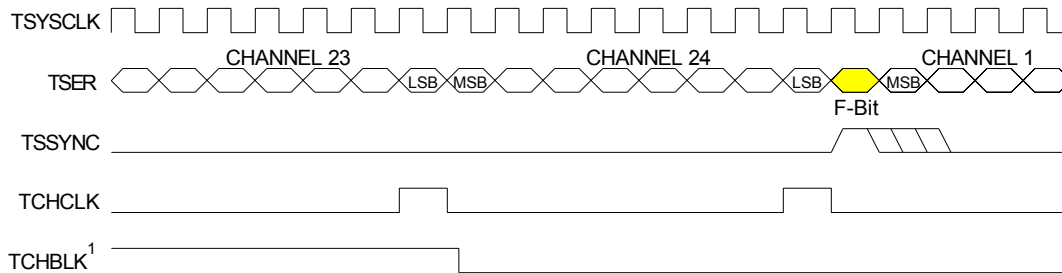 TSYSCLK
CHANNEL 23 CHANNEL 24 CHANNEL 1
TSER LSB MSB LSB MSB
F-Bit
TSSYNC
TCHCLK
TCHBLK1